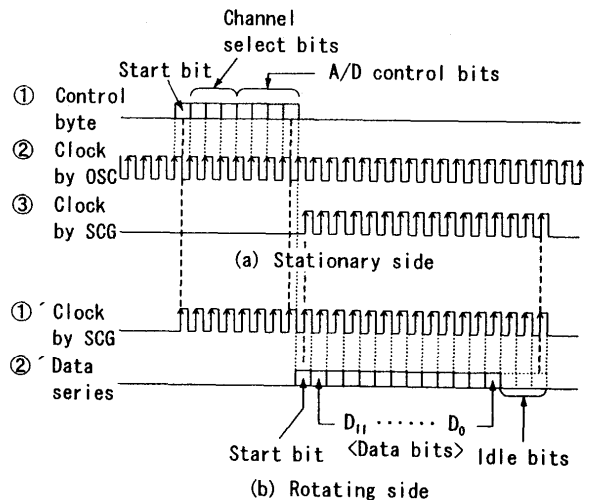 Channel
select bits
Start bit
A/D control bits
① Control
byte
② Clock
by OSC
③ Clock
by SCG
(a) Stationary side
①´ Clock
by SCG
②´ Data
series
D₁₁ ······ D₀
Start bit
<Data bits>
Idle bits
(b) Rotating side